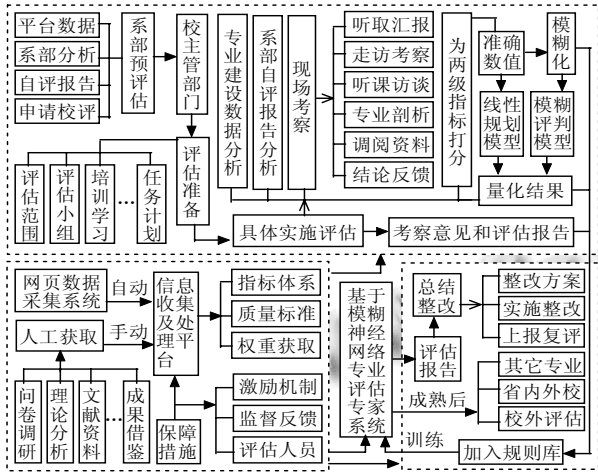 平台数据
系部分析
自评报告
申请校评
系部
预评
估
校
主
管
部
门
专业建设数据分析
系部自评报告分析
现场考察
听取汇报
走访考察
听课访谈
专业剖析
调阅资料
结论反馈
为两级指标打分
准确
数值
模
糊
化
线性
规划
模型
模糊
评判
模型
量化结果
评估
范围
评估
小组
培训
学习
…
任务
计划
评估
准备
具体实施评估
考察意见和评估报告
网页数据
采集系统
自动
人工获取
手动
信息
收集
及处
理平
台
指标体系
质量标准
权重获取
问卷
调研
理论
分析
文献
资料
…
成果
借鉴
保障
措施
激励机制
监督反馈
评估人员
基于
模糊
神经
网络
专业
评估
专家
系统
总结
整改
评估
报告
整改方案
实施整改
上报复评
成熟后
其它专业
省内外校
校外评估
训练
加入规则库